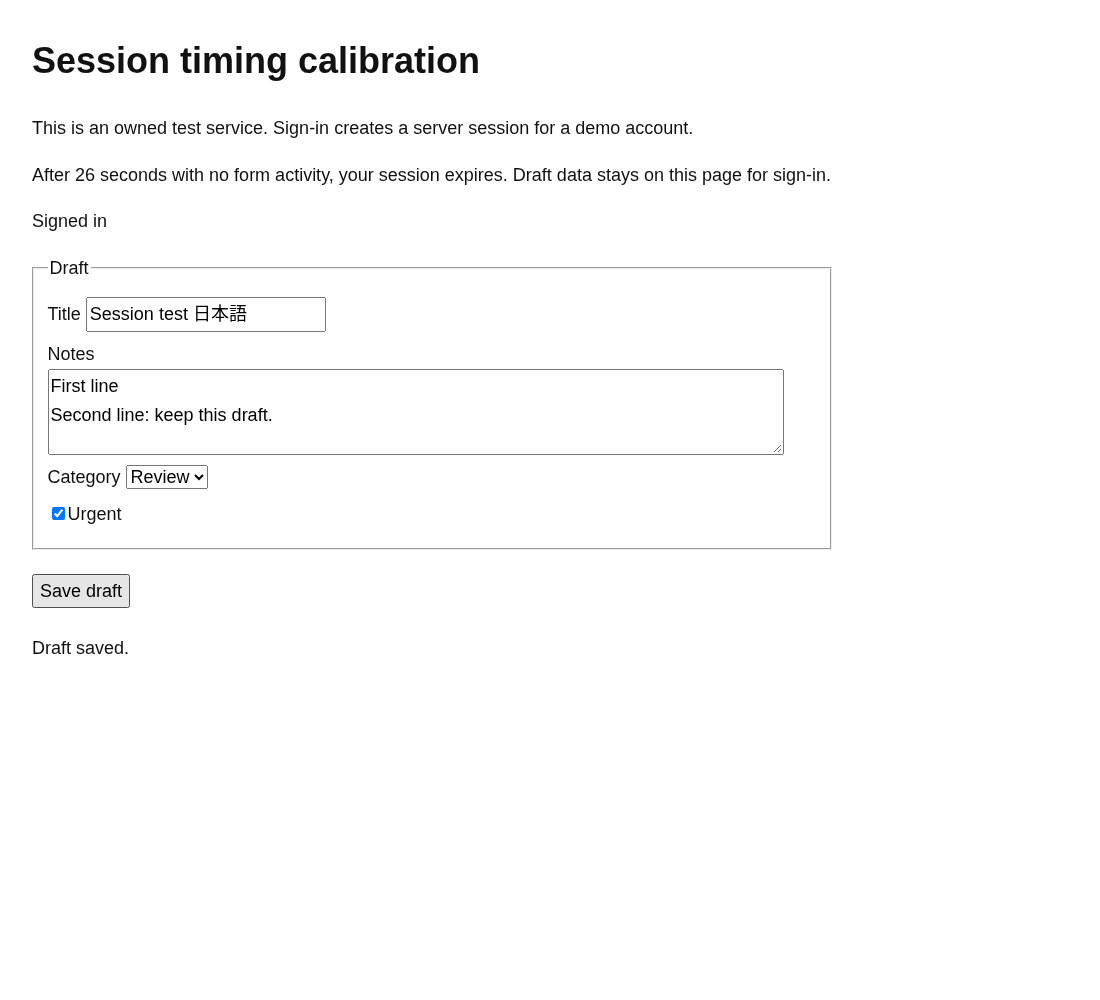 Session timing calibration
This is an owned test service. Sign-in creates a server session for a demo account.
After 26 seconds with no form activity, your session expires. Draft data stays on this page for sign-in.
Signed in
Draft
Title Session test 日本語
Notes
First line
Second line: keep this draft.
Category Review
Urgent
Save draft
Draft saved.